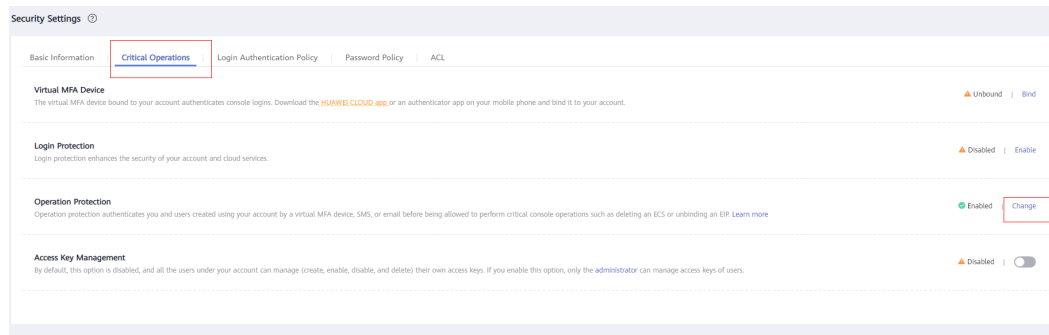 Security Settings ?
Basic Information | Critical Operations | Login Authentication Policy | Password Policy | ACL
Virtual MFA Device
The virtual MFA device bound to your account authenticates console logins. Download the HUAWEI CLOUD app or an authenticator app on your mobile phone and bind it to your account.
Unbound | Bind
Login Protection
Login protection enhances the security of your account and cloud services.
Disabled | Enable
Operation Protection
Operation protection authenticates you and users created using your account by a virtual MFA device, SMS, or email before being allowed to perform critical console operations such as deleting an ECS or unbinding an EIP. Learn more
Enabled | Change
Access Key Management
By default, this option is disabled, and all the users under your account can manage (create, enable, disable, and delete) their own access keys. If you enable this option, only the administrator can manage access keys of users.
Disabled |